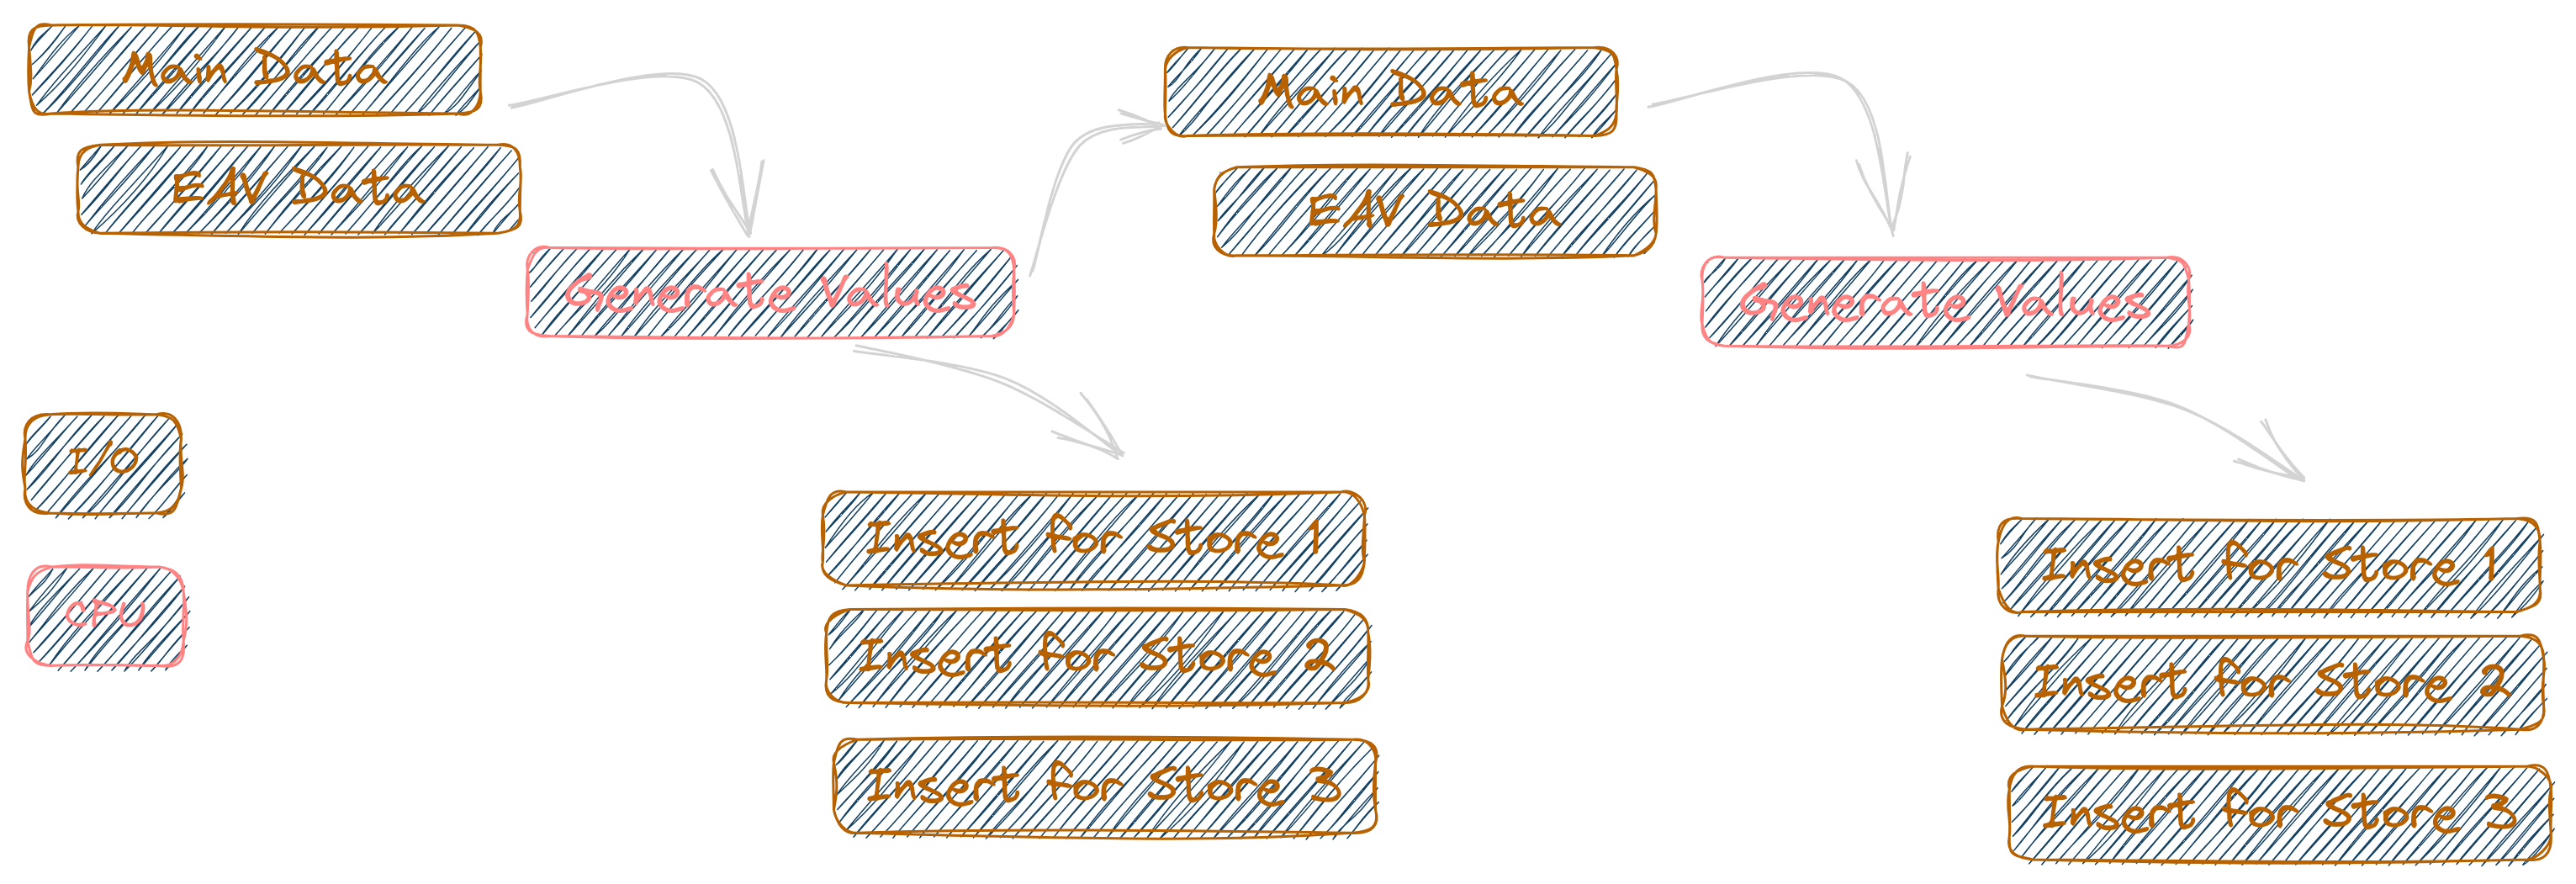 Main Data
EAV Data
Generate Values
Main Data
EAV Data
Generate Values
I/O
CPU
Insert for Store 1
Insert for Store 2
Insert for Store 3
Insert for Store 1
Insert for Store 2
Insert for Store 3